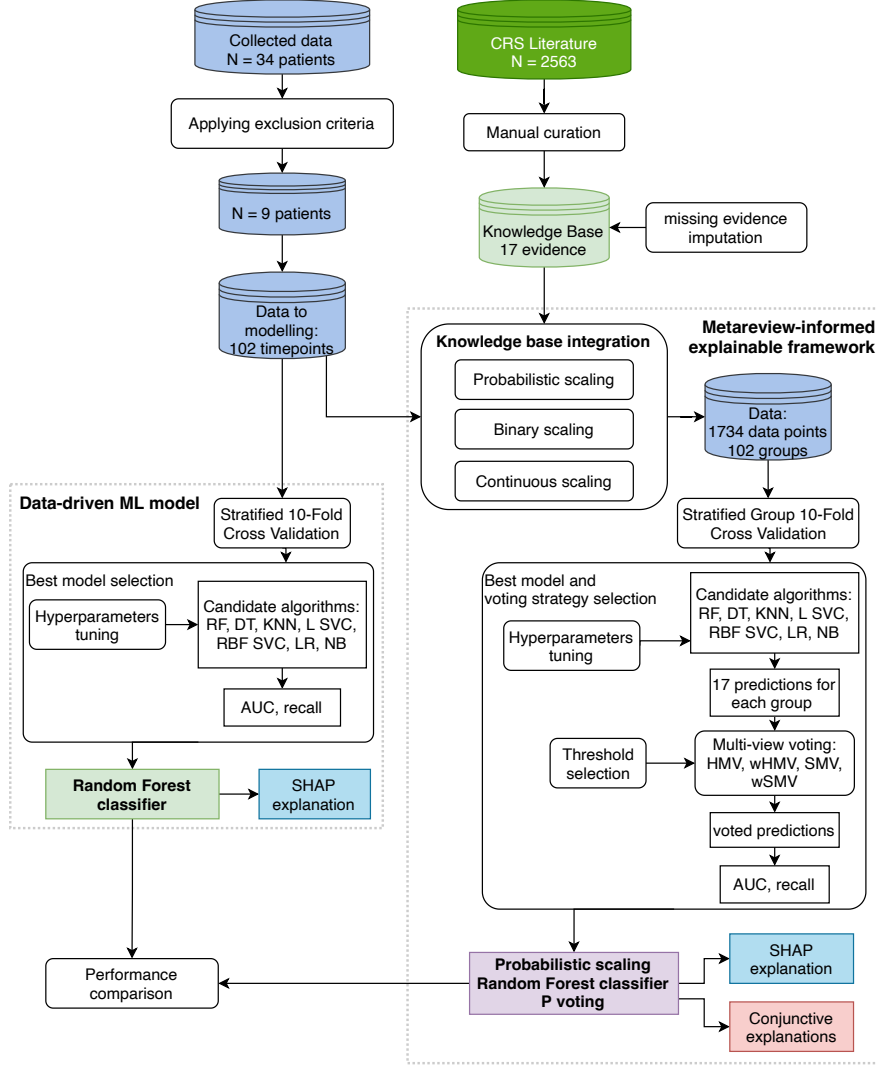 Collected data
N = 34 patients
CRS Literature
N = 2563
Applying exclusion criteria
Manual curation
N = 9 patients
Knowledge Base
17 evidence
missing evidence
imputation
Data to
modelling:
102 timepoints
Metareview-informed
explainable framework
Knowledge base integration
Probabilistic scaling
Binary scaling
Continuous scaling
Data:
1734 data points
102 groups
Data-driven ML model
Stratified 10-Fold
Cross Validation
Best model selection
Hyperparameters
tuning
Candidate algorithms:
RF, DT, KNN, L SVC,
RBF SVC, LR, NB
AUC, recall
Random Forest
classifier
SHAP
explanation
Stratified Group 10-Fold
Cross Validation
Best model and
voting strategy selection
Hyperparameters
tuning
Candidate algorithms:
RF, DT, KNN, L SVC,
RBF SVC, LR, NB
17 predictions for
each group
Threshold
selection
Multi-view voting:
HMV, wHMV, SMV,
wSMV
voted predictions
AUC, recall
Performance
comparison
Probabilistic scaling
Random Forest classifier
P voting
SHAP
explanation
Conjunctive
explanations